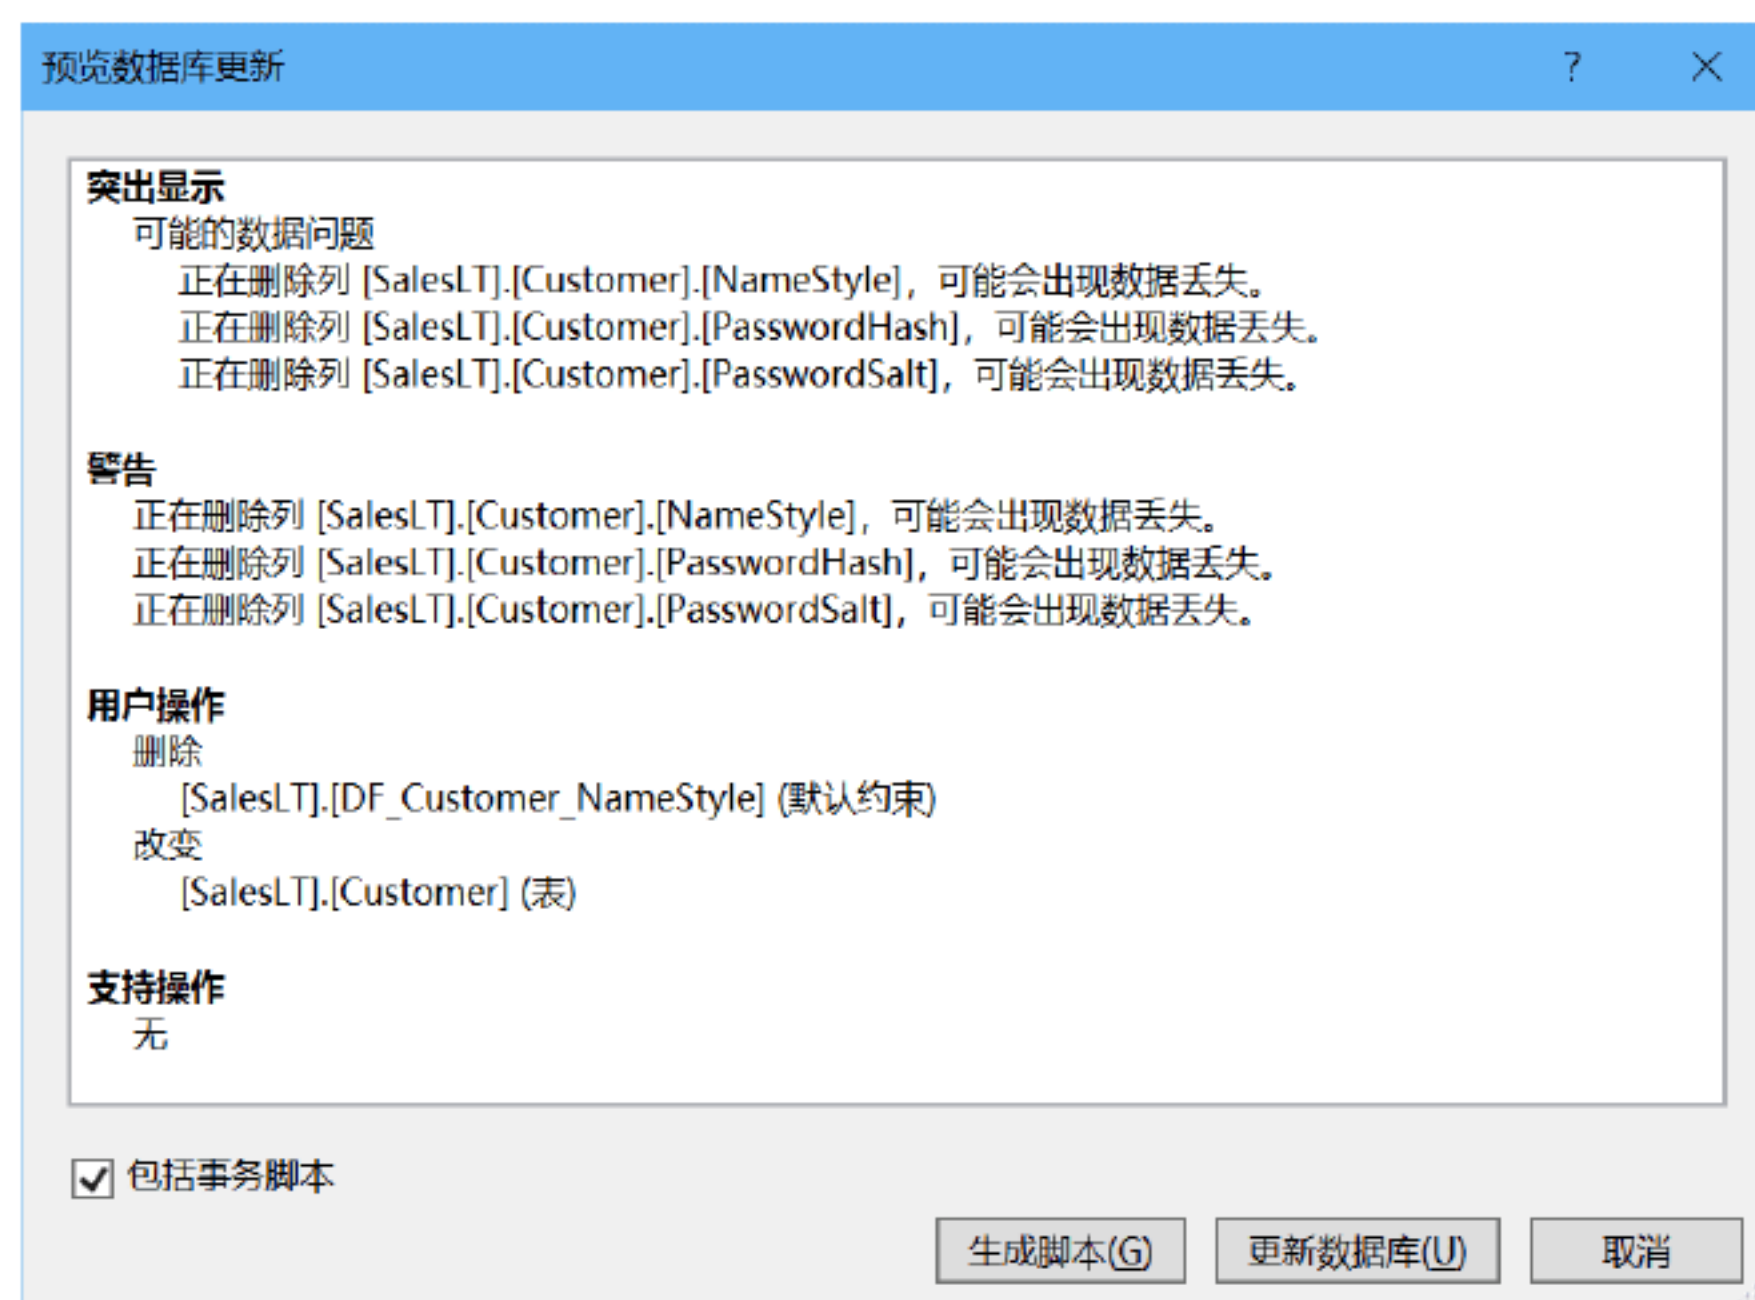 预览数据库更新
?
突出显示
可能的数据问题
正在删除列 [SalesLT].[Customer].[NameStyle]，可能会出现数据丢失。
正在删除列 [SalesLT].[Customer].[PasswordHash]，可能会出现数据丢失。
正在删除列 [SalesLT].[Customer].[PasswordSalt]，可能会出现数据丢失。
警告
正在删除列 [SalesLT].[Customer].[NameStyle]，可能会出现数据丢失。
正在删除列 [SalesLT].[Customer].[PasswordHash]，可能会出现数据丢失。
正在删除列 [SalesLT].[Customer].[PasswordSalt]，可能会出现数据丢失。
用户操作
删除
[SalesLT].[DF_Customer_NameStyle] (默认约束)
改变
[SalesLT].[Customer] (表)
支持操作
无
包括事务脚本
生成脚本(G)
更新数据库(U)
取消